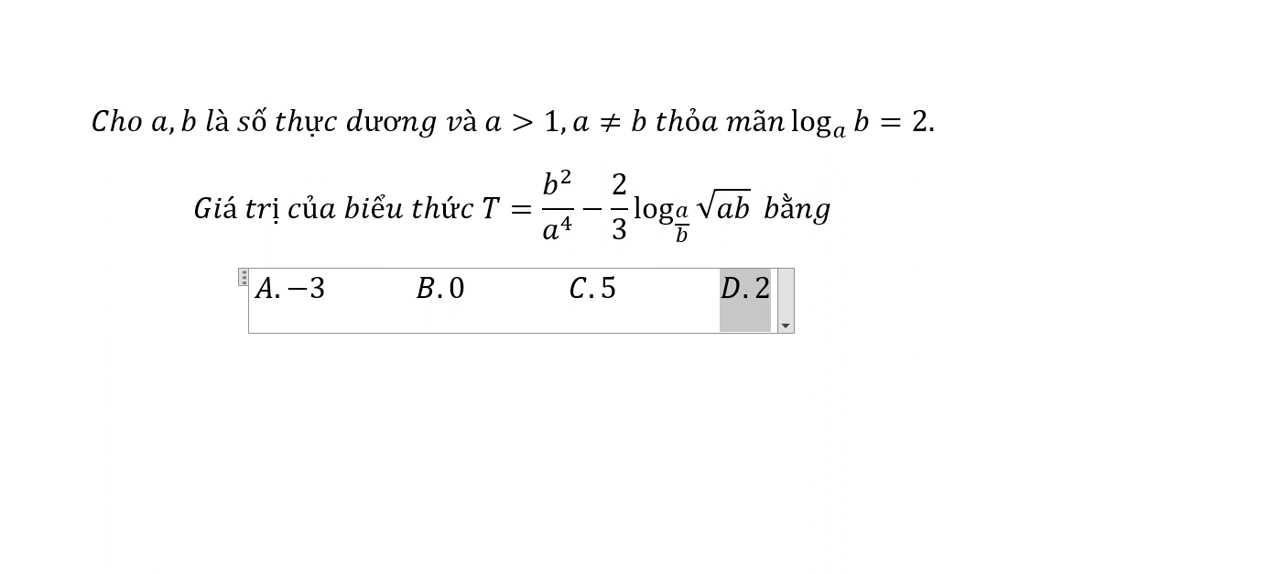 Cho a, b là số thực dương và a > 1, a ≠ b thỏa mãn log_a b = 2.
Giá trị của biểu thức T = b²/a⁴ − 2/3 log_(a/b) √(ab) bằng
A. −3 B. 0 C. 5 D. 2